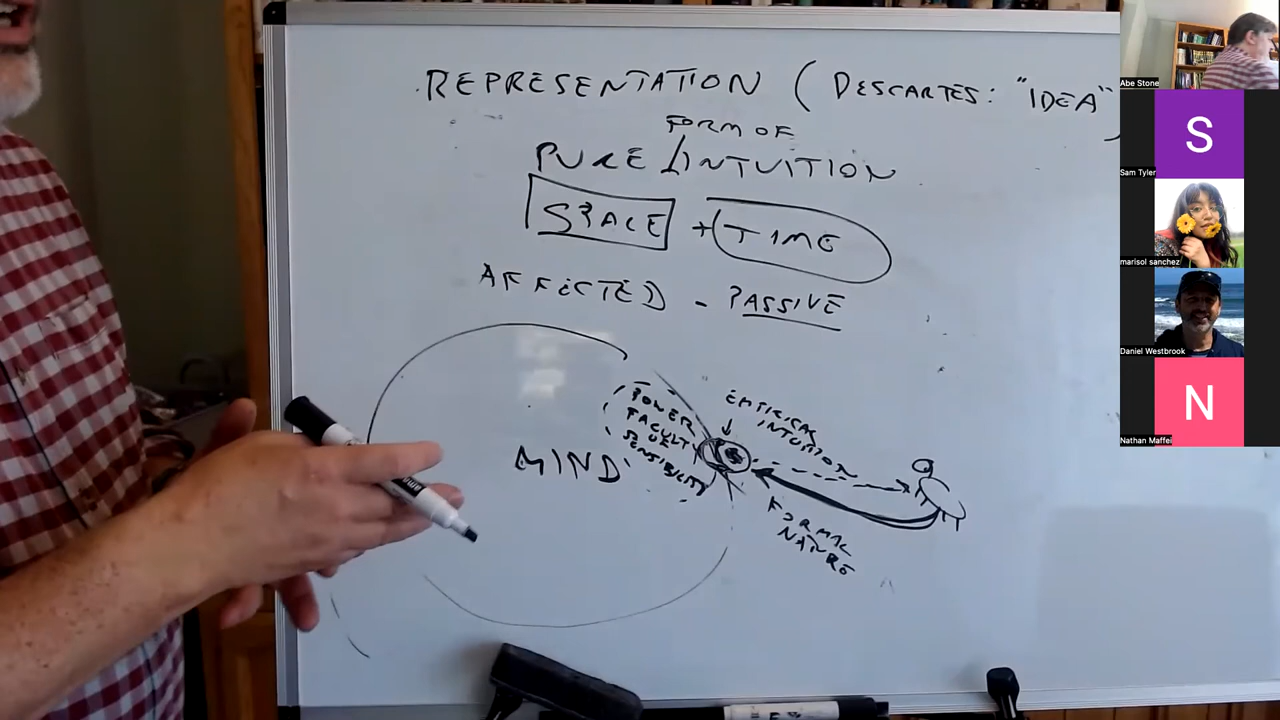 REPRESENTATION (DESCARTES: "IDEA")
FORM OF
PURE INTUITION
SPACE + TIME
AFFECTED - PASSIVE
POWER
FACULTY
OF
SENSIBILITY
MIND
EMPIRICAL
INTUITION
FORMAL
NATURE
Abe Stone
S
Sam Tyler
marisol sanchez
Daniel Westbrook
N
Nathan Maffei